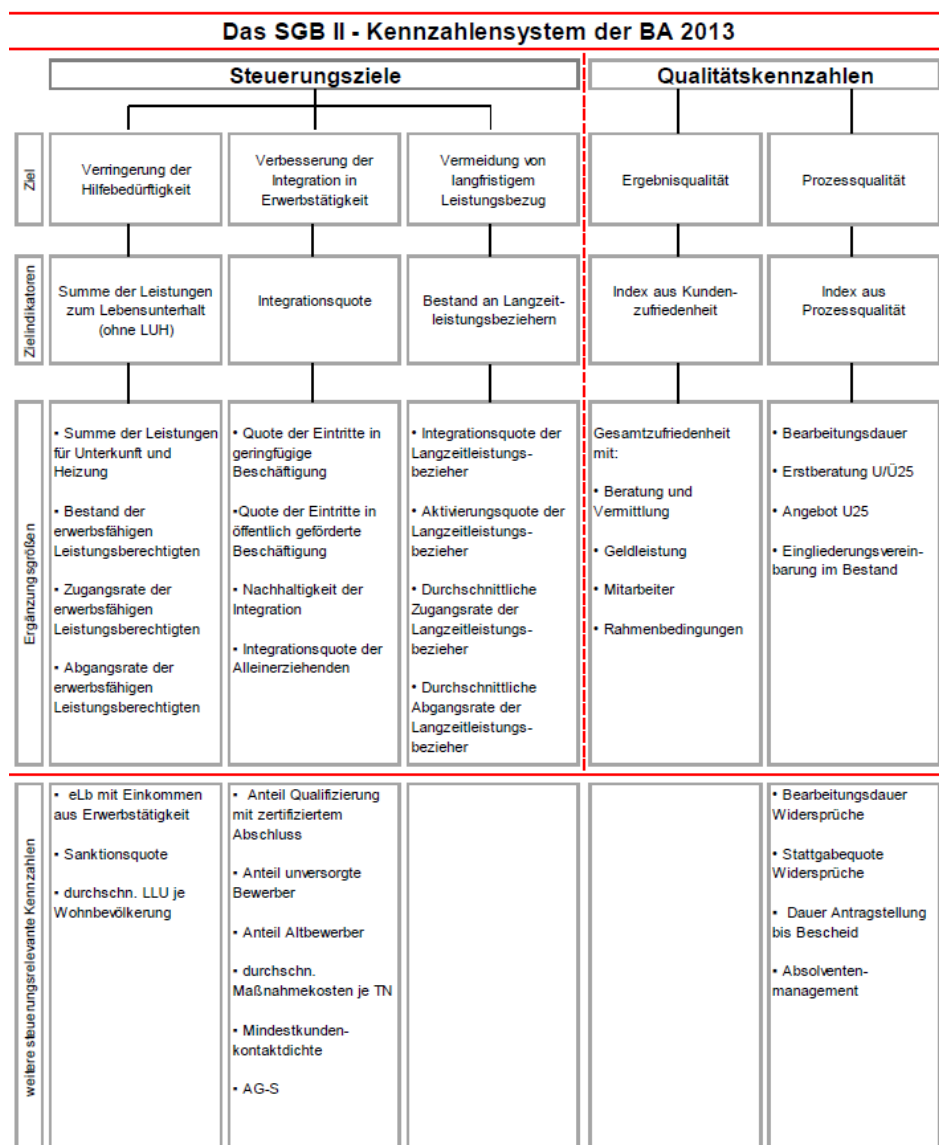 Das SGB II - Kennzahlensystem der BA 2013
Steuerungsziele
Qualitätskennzahlen
Ziel
Verringerung der
Hilfebedürftigkeit
Verbesserung der
Integration in
Erwerbstätigkeit
Vermeidung von
langfristigem
Leistungsbezug
Ergebnisqualität
Prozessqualität
Zielindikatoren
Summe der Leistungen
zum Lebensunterhalt
(ohne LUH)
Integrationsquote
Bestand an Langzeit-
leistungsbeziehern
Index aus Kunden-
zufriedenheit
Index aus
Prozessqualität
Ergänzungsgrößen
▪ Summe der Leistungen
für Unterkunft und
Heizung
▪ Bestand der
erwerbsfähigen
Leistungsberechtigten
▪ Zugangsrate der
erwerbsfähigen
Leistungsberechtigten
▪ Abgangsrate der
erwerbsfähigen
Leistungsberechtigten
• Quote der Eintritte in
geringfügige
Beschäftigung
•Quote der Eintritte in
öffentlich geförderte
Beschäftigung
• Nachhaltigkeit der
Integration
• Integrationsquote der
Alleinerziehenden
• Integrationsquote der
Langzeitleistungs-
bezieher
• Aktivierungsquote der
Langzeitleistungs-
bezieher
• Durchschnittliche
Zugangsrate der
Langzeitleistungs-
bezieher
• Durchschnittliche
Abgangsrate der
Langzeitleistungs-
bezieher
Gesamtzufriedenheit
mit:
• Beratung und
Vermittlung
• Geldleistung
• Mitarbeiter
• Rahmenbedingungen
• Bearbeitungsdauer
• Erstberatung U/Ü25
• Angebot U25
• Eingliederungsverein-
barung im Bestand
weitere steuerungsrelevante Kennzahlen
▪ eLb mit Einkommen
aus Erwerbstätigkeit
▪ Sanktionsquote
▪ durchschn. LLU je
Wohnbevölkerung
• Anteil Qualifizierung
mit zertifiziertem
Abschluss
• Anteil unversorgte
Bewerber
• Anteil Altbewerber
• durchschn.
Maßnahmekosten je TN
• Mindestkunden-
kontaktdichte
• AG-S
• Bearbeitungsdauer
Widersprüche
• Stattgabequote
Widersprüche
• Dauer Antragstellung
bis Bescheid
• Absolventen-
management